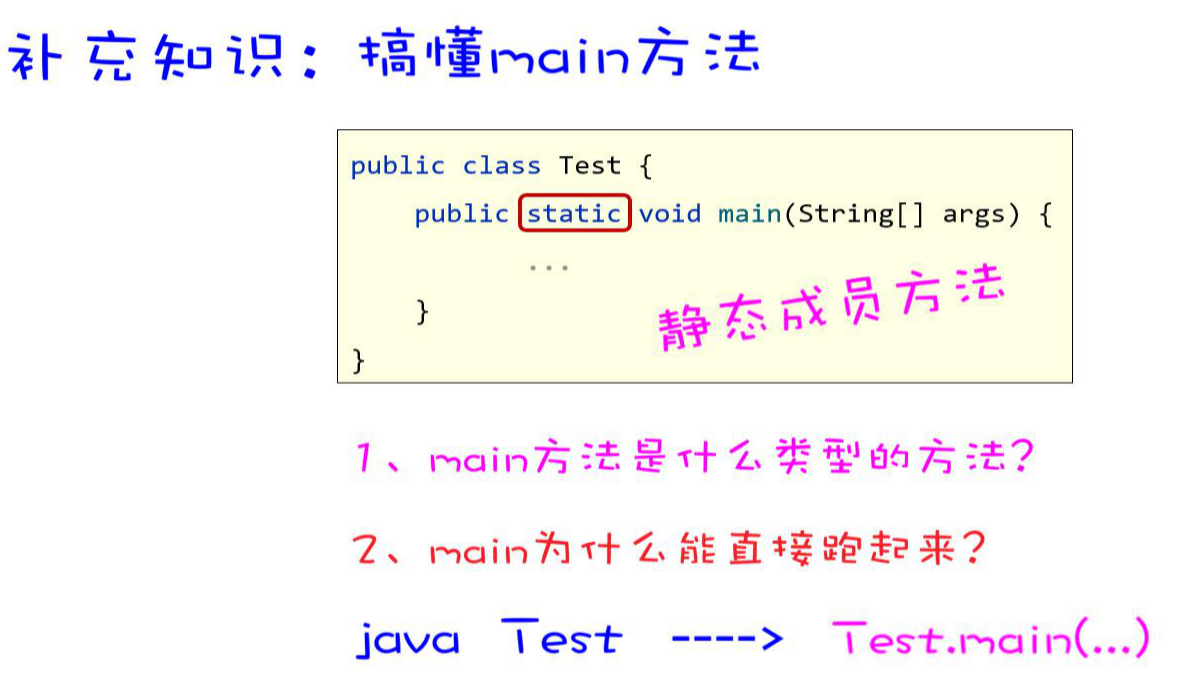 补充知识：搞懂main方法
public class Test {
public static void main(String[] args) {
...
}
静态成员方法
}
1、main方法是什么类型的方法?
2、main为什么能直接跑起来?
java Test ----> Test.main(...)